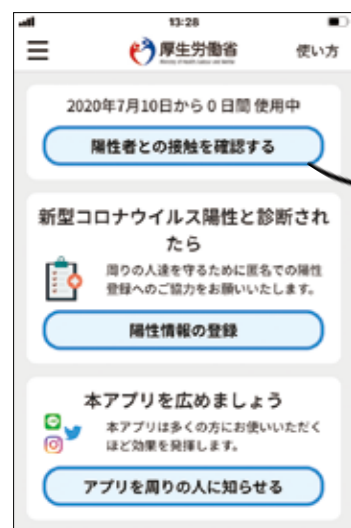 13:28
厚生労働省
使い方
2020年7月10日から0日間使用中
陽性者との接触を確認する
新型コロナウイルス陽性と診断され
たら
周りの人達を守るために匿名での陽性
登録へのご協力をお願いいたします。
陽性情報の登録
本アプリを広めましょう
本アプリは多くの方にお使いいただく
ほど効果を発揮します。
アプリを周りの人に知らせる